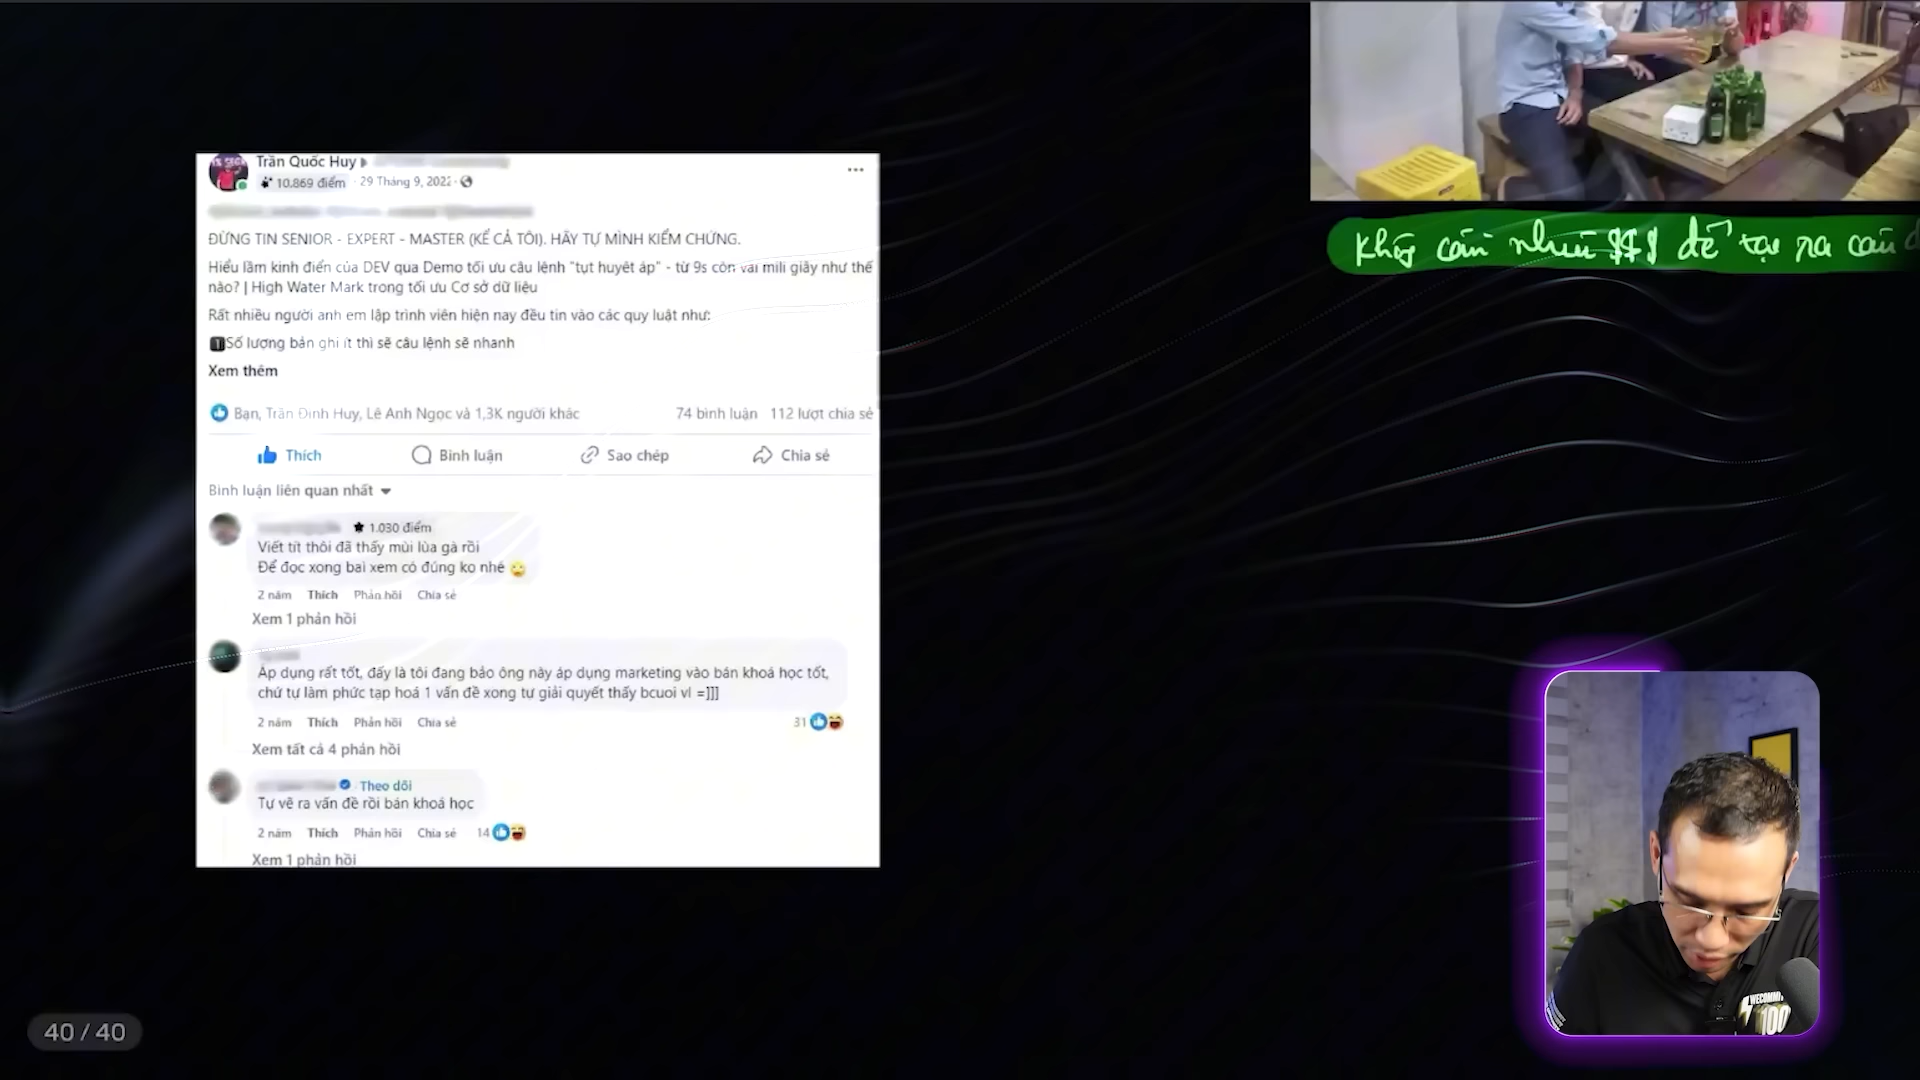 Trần Quốc Huy
10.869 điểm · 29 Tháng 9, 2022 ·
ĐỪNG TIN SENIOR - EXPERT - MASTER (KỂ CẢ TÔI). HÃY TỰ MÌNH KIỂM CHỨNG.
Hiểu lầm kinh điển của DEV qua Demo tối ưu câu lệnh "tụt huyết áp" - từ 9s còn vài mili giây như thế
nào? | High Water Mark trong tối ưu Cơ sở dữ liệu
Rất nhiều người anh em lập trình viên hiện nay đều tin vào các quy luật như:
1 Số lượng bản ghi ít thì sẽ câu lệnh sẽ nhanh
Xem thêm
Bạn, Trần Đình Huy, Lê Anh Ngọc và 1,3K người khác 74 bình luận 112 lượt chia sẻ
Thích Bình luận Sao chép Chia sẻ
Bình luận liên quan nhất
1.030 điểm
Viết tít thôi đã thấy mùi lùa gà rồi
Để đọc xong bai xem có đúng ko nhé
2 năm Thích Phản hồi Chia sẻ
Xem 1 phản hồi
Áp dụng rất tốt, đấy là tôi đang bảo ông này áp dụng marketing vào bán khoá học tốt,
chứ tự làm phức tạp hoá 1 vấn đề xong tự giải quyết thấy bcuoi vl =]]]
2 năm Thích Phản hồi Chia sẻ 31
Xem tất cả 4 phản hồi
Theo dõi
Tự vẽ ra vấn đề rồi bán khoá học
2 năm Thích Phản hồi Chia sẻ 14
Xem 1 phản hồi
$$$ để tạo ra
WECOMMIT
100
40 / 40